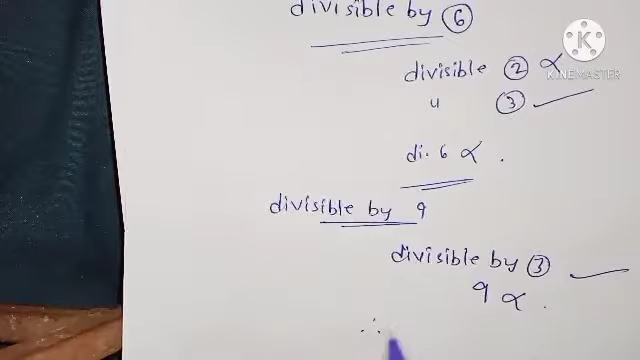 divisible by 6
K
KINEMASTER
divisible 2 ∝
u 3 ✓
di. 6 ∝ .
divisible by 9
divisible by 3 ✓
9 ∝ .
∴